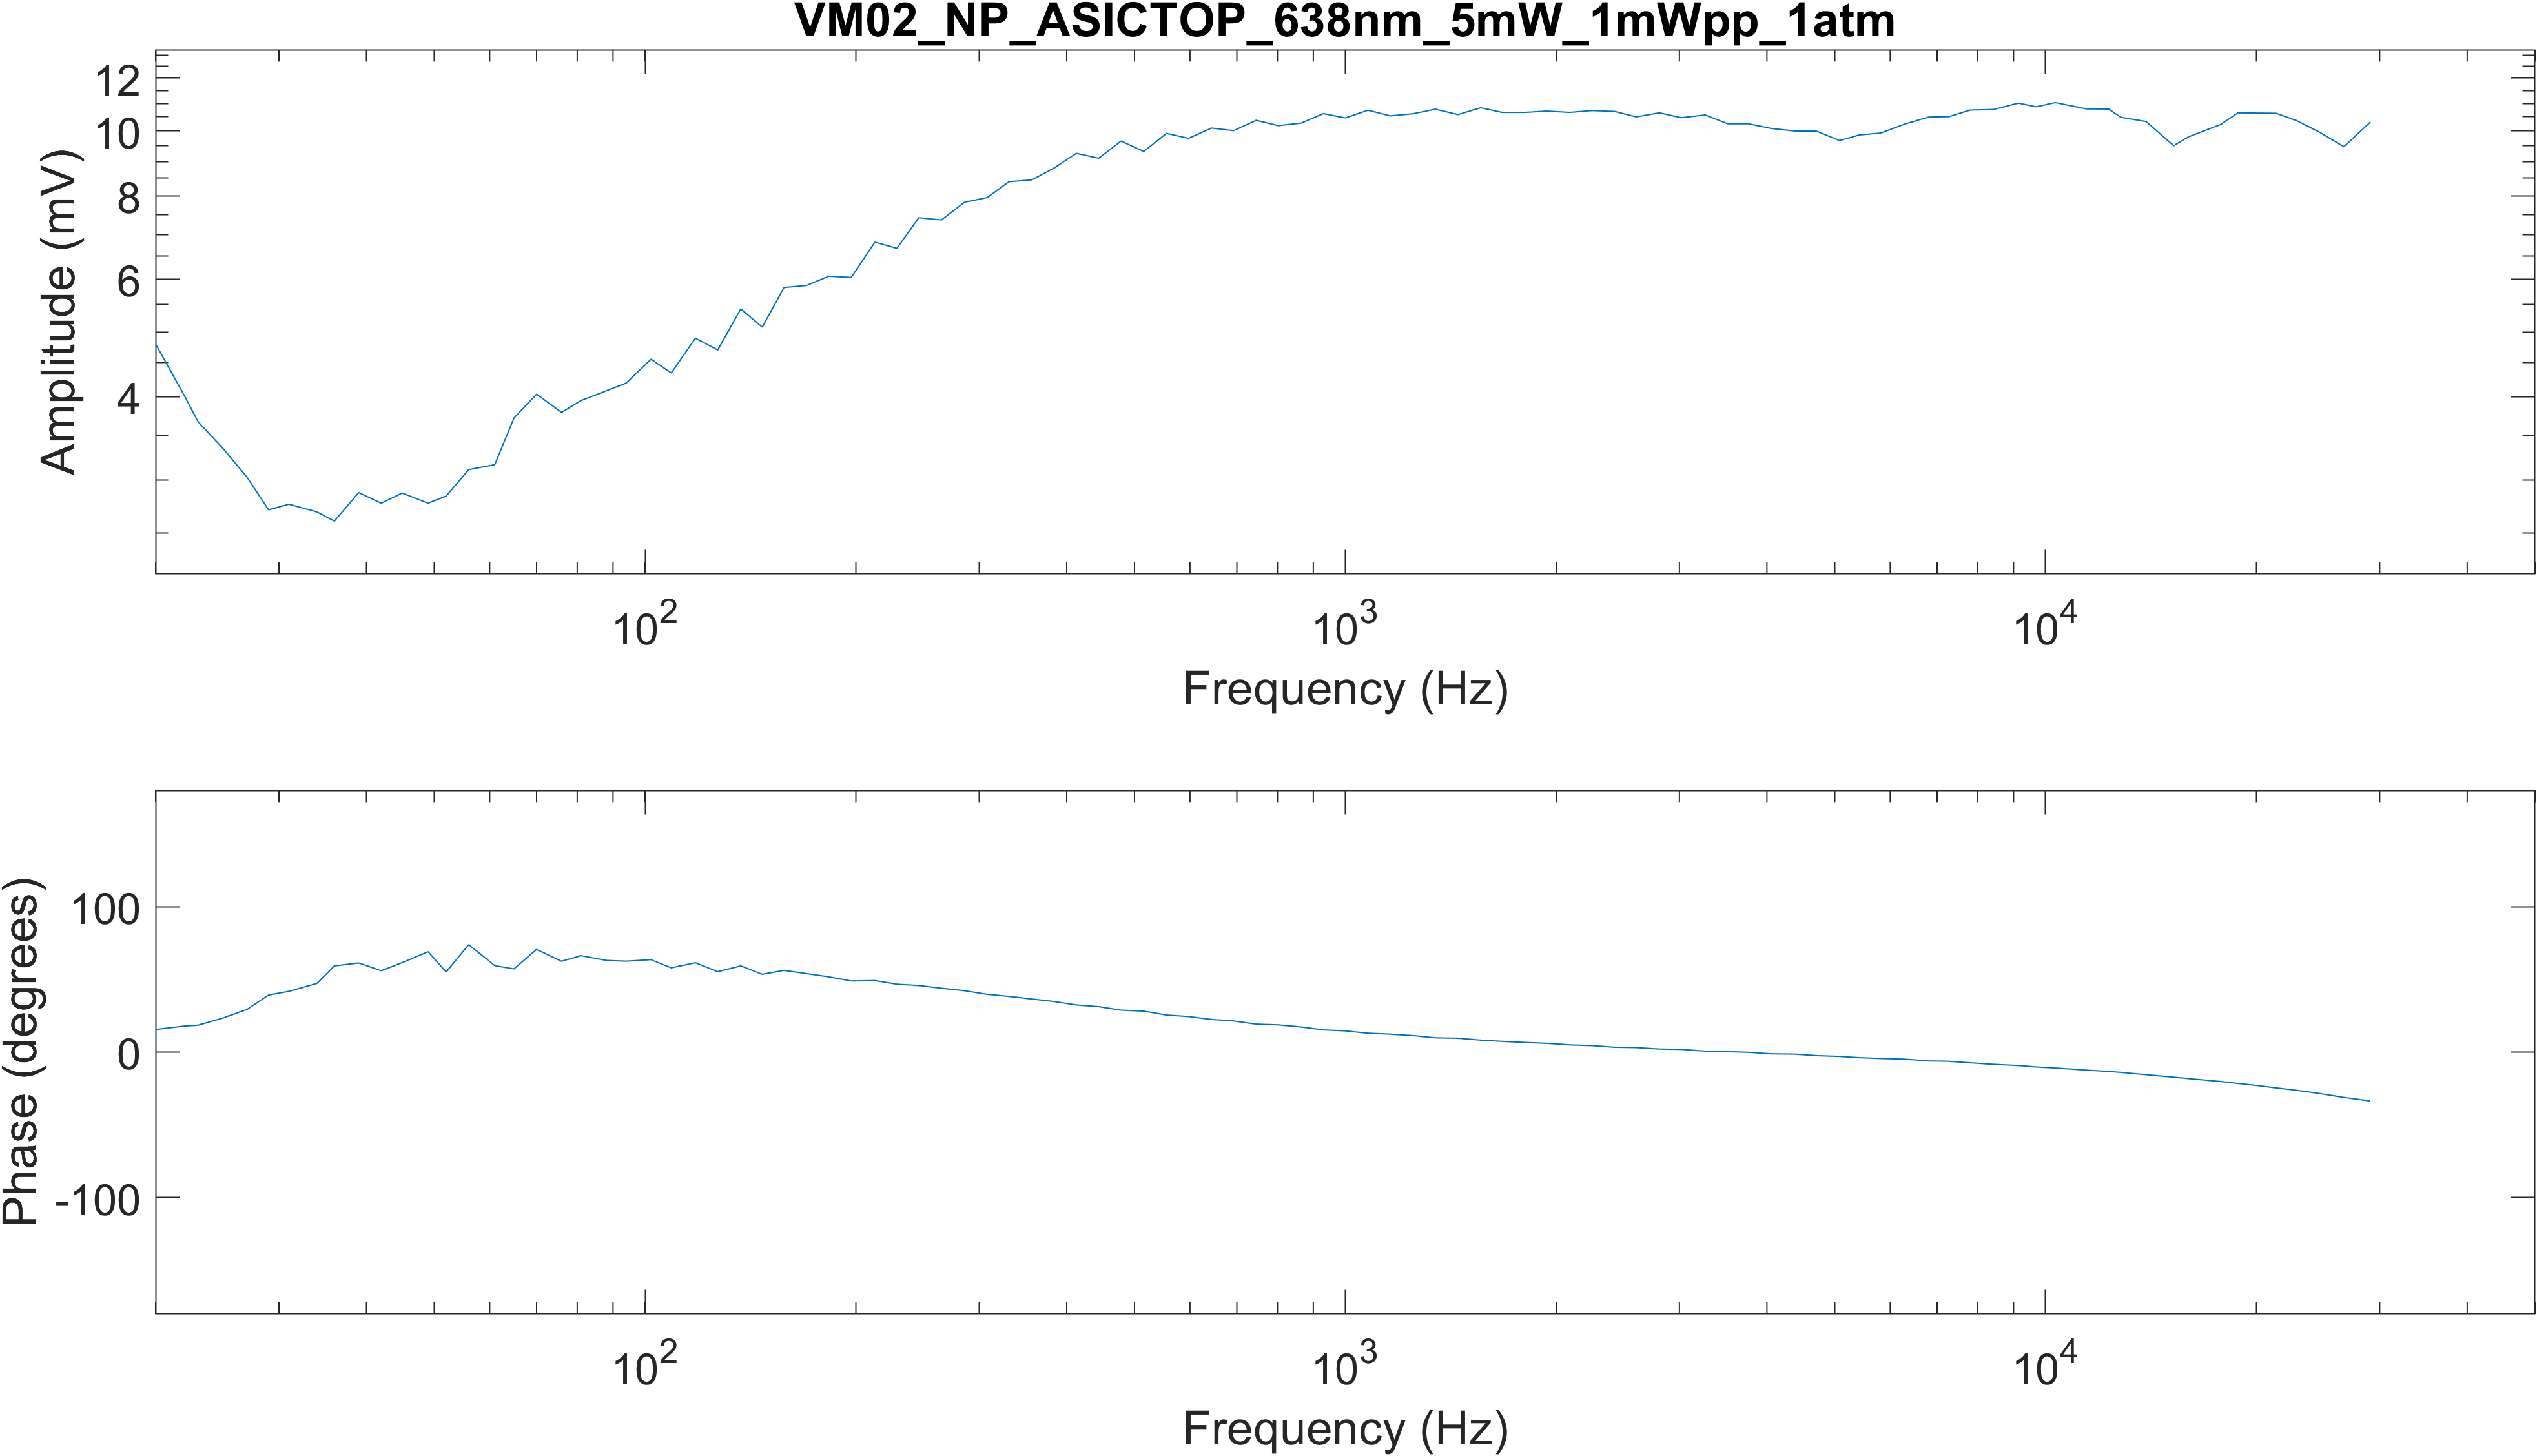 VM02_NP_ASICTOP_638nm_5mW_1mWpp_1atm
12
10
8
6
4
Amplitude (mV)
10^2
10^3
10^4
Frequency (Hz)
100
0
-100
Phase (degrees)
10^2
10^3
10^4
Frequency (Hz)